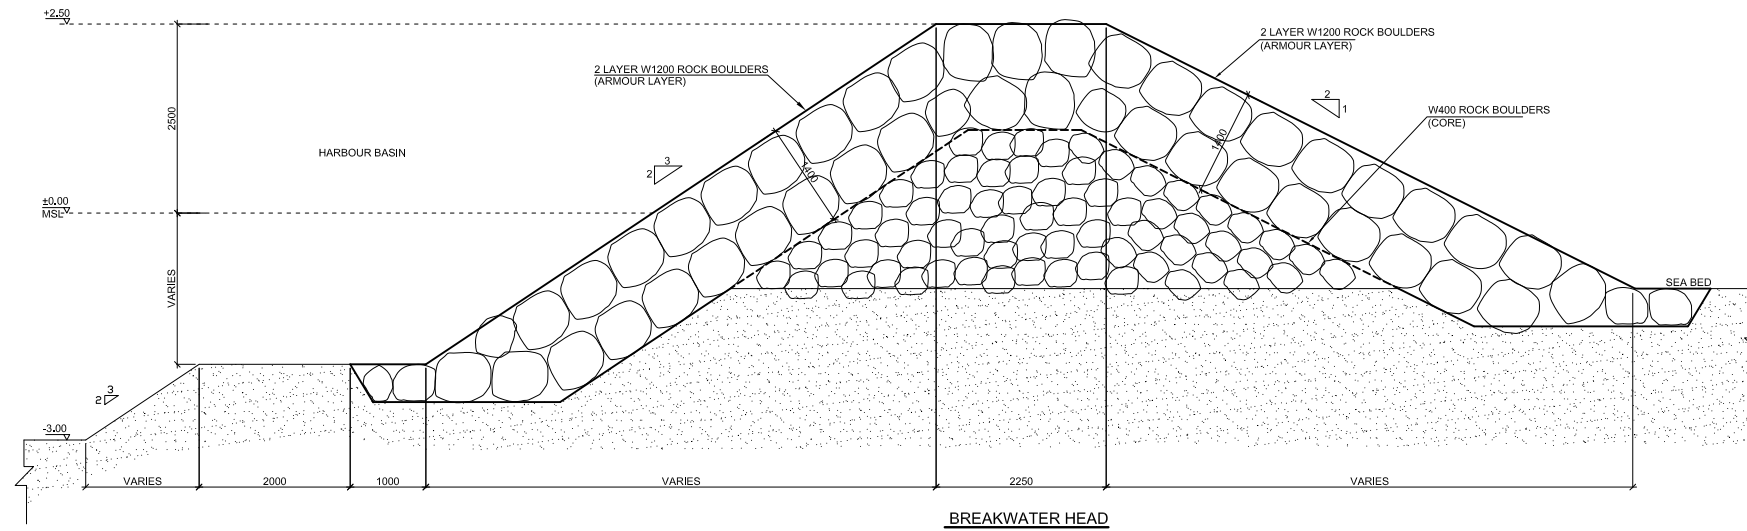 +2.50
2 LAYER W1200 ROCK BOULDERS
(ARMOUR LAYER)
2 LAYER W1200 ROCK BOULDERS
(ARMOUR LAYER)
2
1
W400 ROCK BOULDERS
(CORE)
2500
HARBOUR BASIN
1400
1400
3
2
±0.00
MSL
VARIES
SEA BED
3
2
-3.00
VARIES
2000
1000
VARIES
2250
VARIES
BREAKWATER HEAD